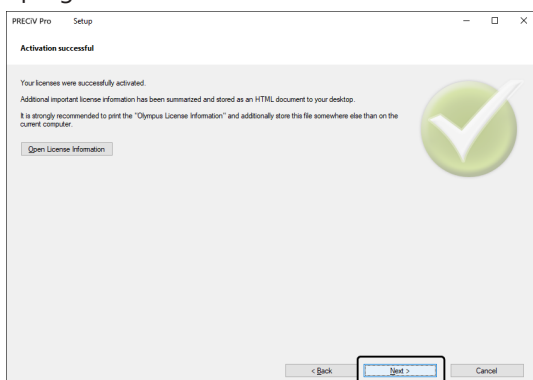 PRECiV Pro Setup
Activation successful
Your licenses were successfully activated.
Additional important license information has been summarized and stored as an HTML document to your desktop.
It is strongly recommended to print the "Olympus License Information" and additionally store this file somewhere else than on the
current computer.
Open License Information
< Back Next > Cancel